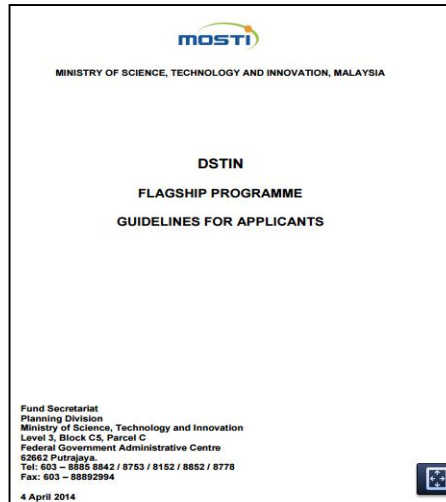 mosti
MINISTRY OF SCIENCE, TECHNOLOGY AND INNOVATION, MALAYSIA
DSTIN
FLAGSHIP PROGRAMME
GUIDELINES FOR APPLICANTS
Fund Secretariat
Planning Division
Ministry of Science, Technology and Innovation
Level 3, Block C5, Parcel C
Federal Government Administrative Centre
62662 Putrajaya.
Tel: 603 – 8885 8842 / 8753 / 8152 / 8852 / 8778
Fax: 603 – 88892994
4 April 2014